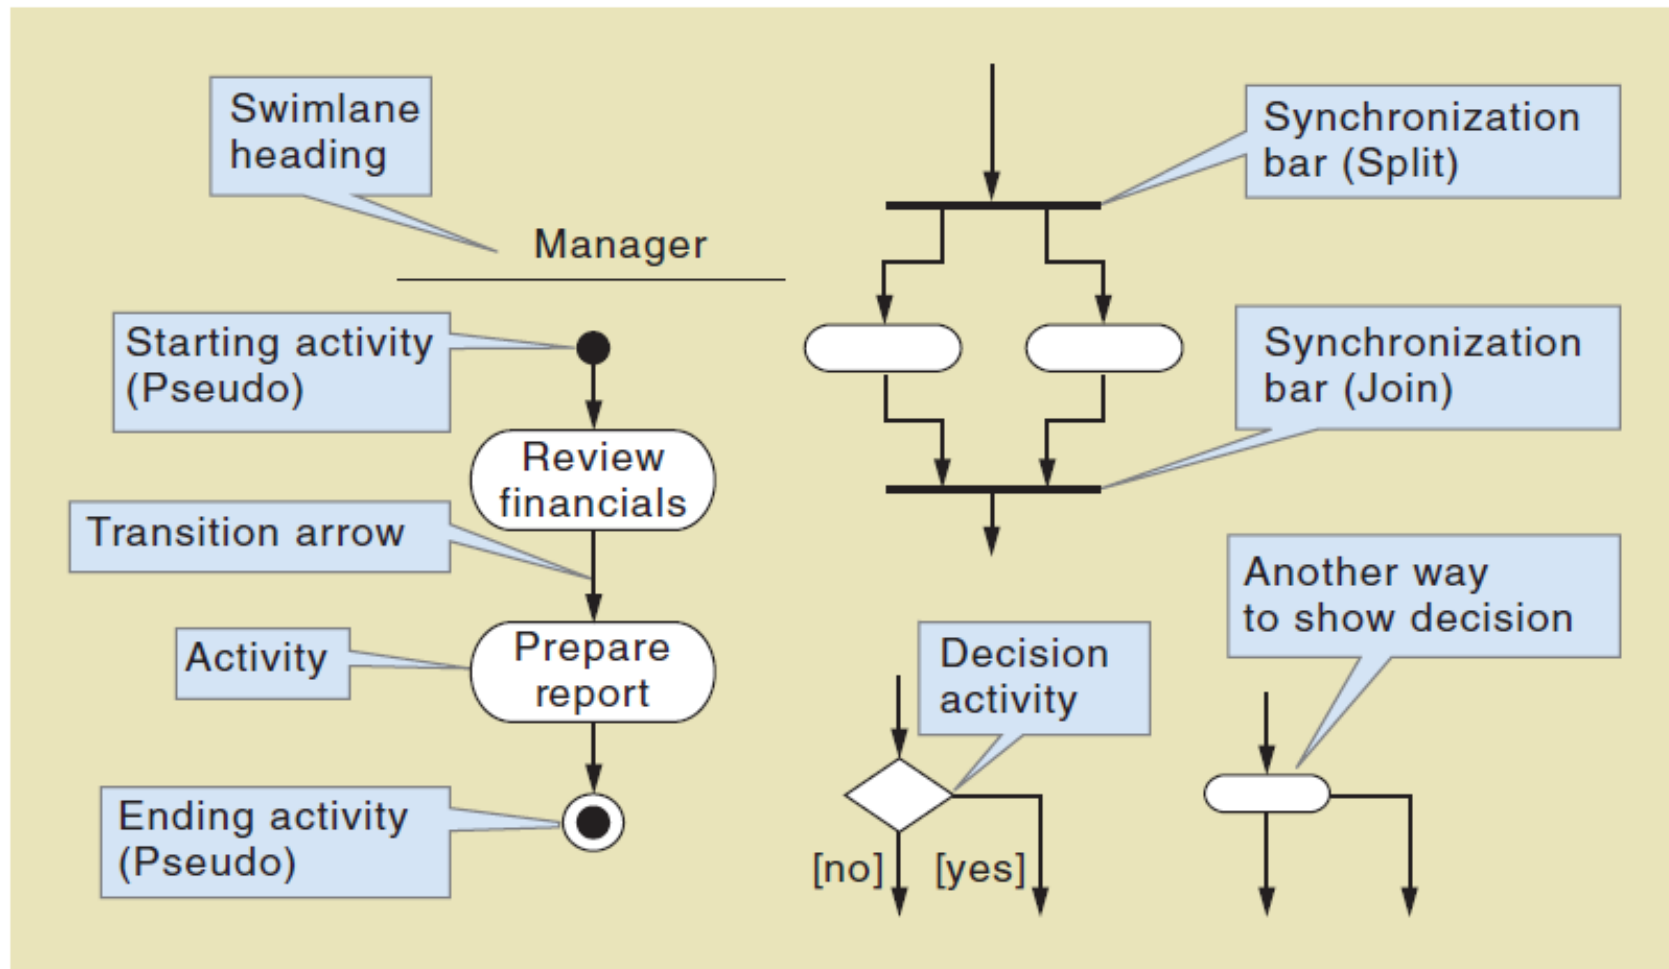 Swimlane
heading
Manager
Starting activity
(Pseudo)
Review
financials
Transition arrow
Activity
Prepare
report
Ending activity
(Pseudo)
Synchronization
bar (Split)
Synchronization
bar (Join)
Decision
activity
[no]
[yes]
Another way
to show decision